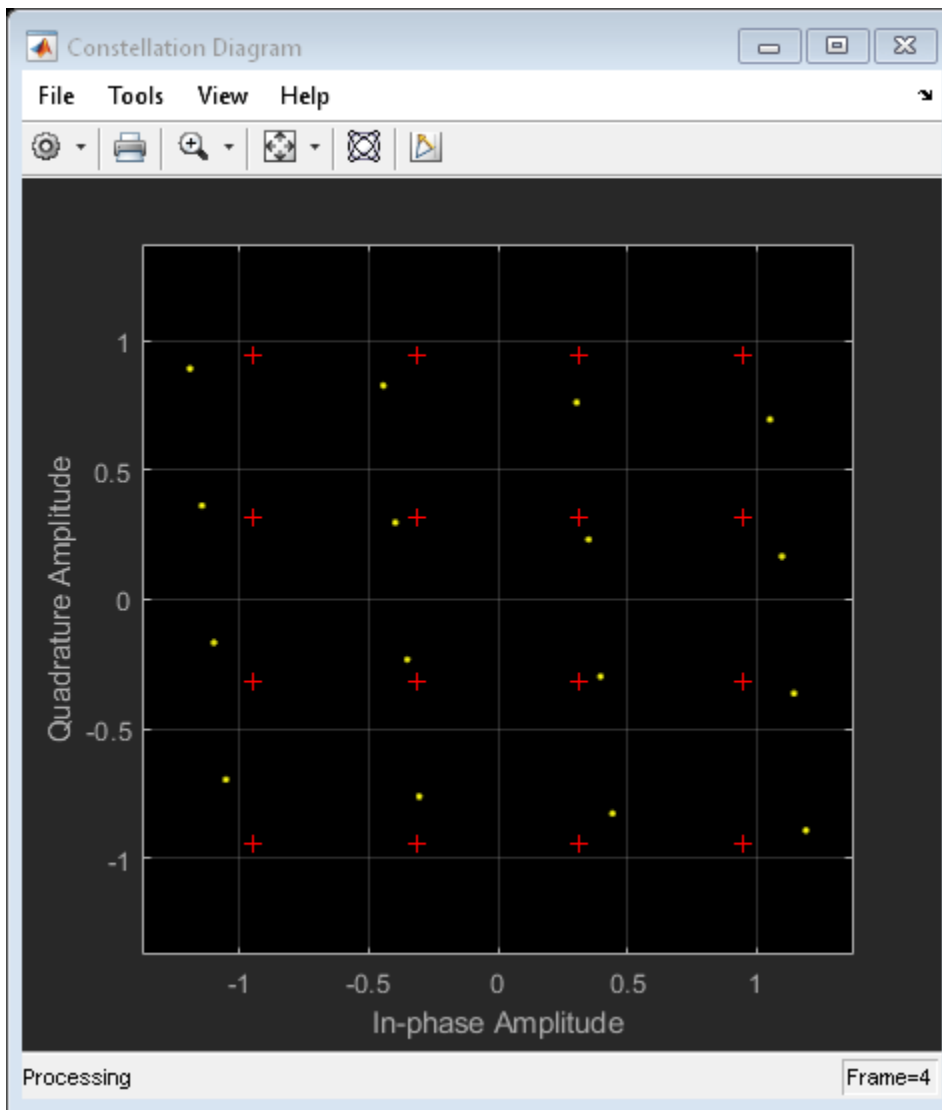 Constellation Diagram
File Tools View Help
1
0.5
0
-0.5
-1
Quadrature Amplitude
-1 -0.5 0 0.5 1
In-phase Amplitude
Processing Frame=4